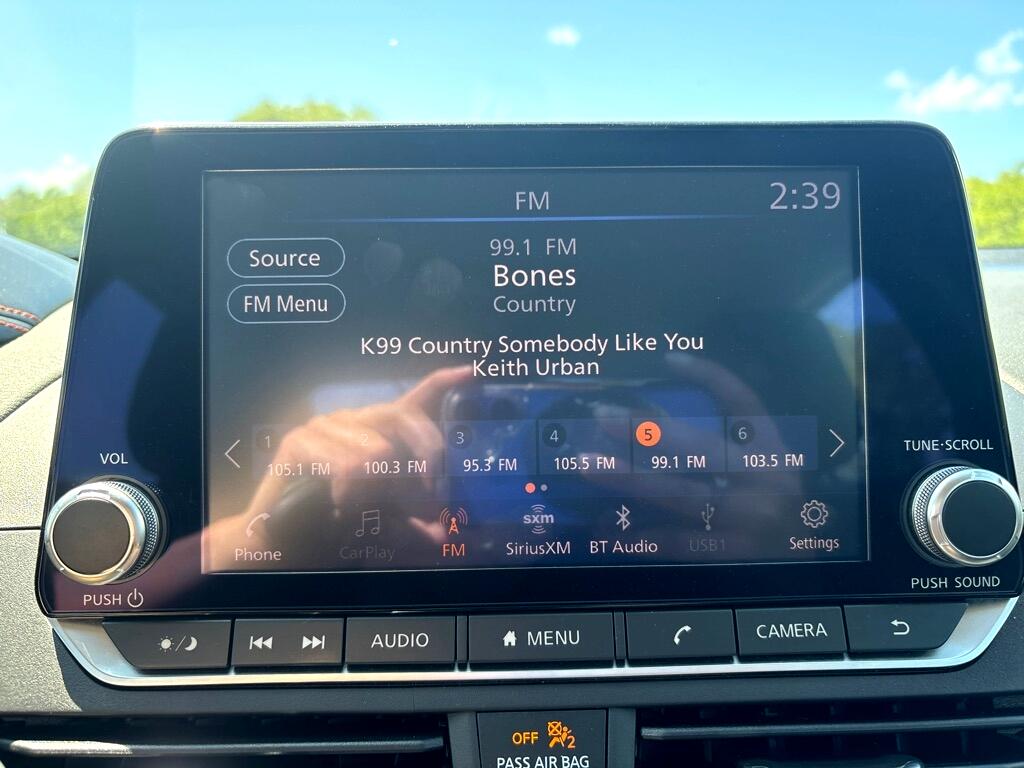 FM
2:39
Source
99.1 FM
Bones
FM Menu
Country
K99 Country Somebody Like You
Keith Urban
1
2
3
4
5
6
105.1 FM
100.3 FM
95.3 FM
105.5 FM
99.1 FM
103.5 FM
VOL
TUNE·SCROLL
sxm
Phone
CarPlay
FM
SiriusXM
BT Audio
USB1
Settings
PUSH
PUSH SOUND
AUDIO
MENU
CAMERA
OFF
2
PASS AIR BAG